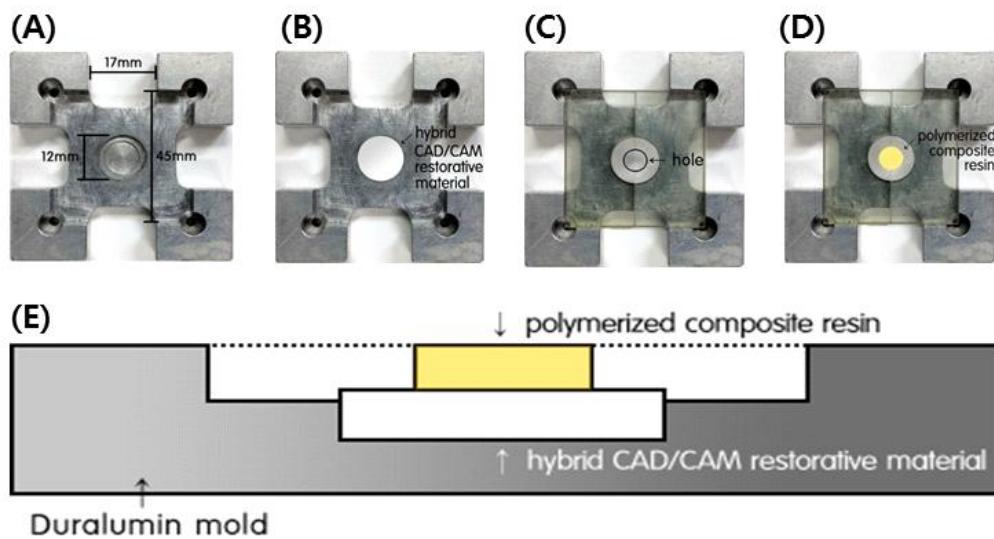 (A)
17mm
12mm
45mm
(B)
hybrid
CAD/CAM
restorative
material
(C)
hole
(D)
polymerized
composite
resin
(E)
↓ polymerized composite resin
↑ hybrid CAD/CAM restorative material
Duralumin mold